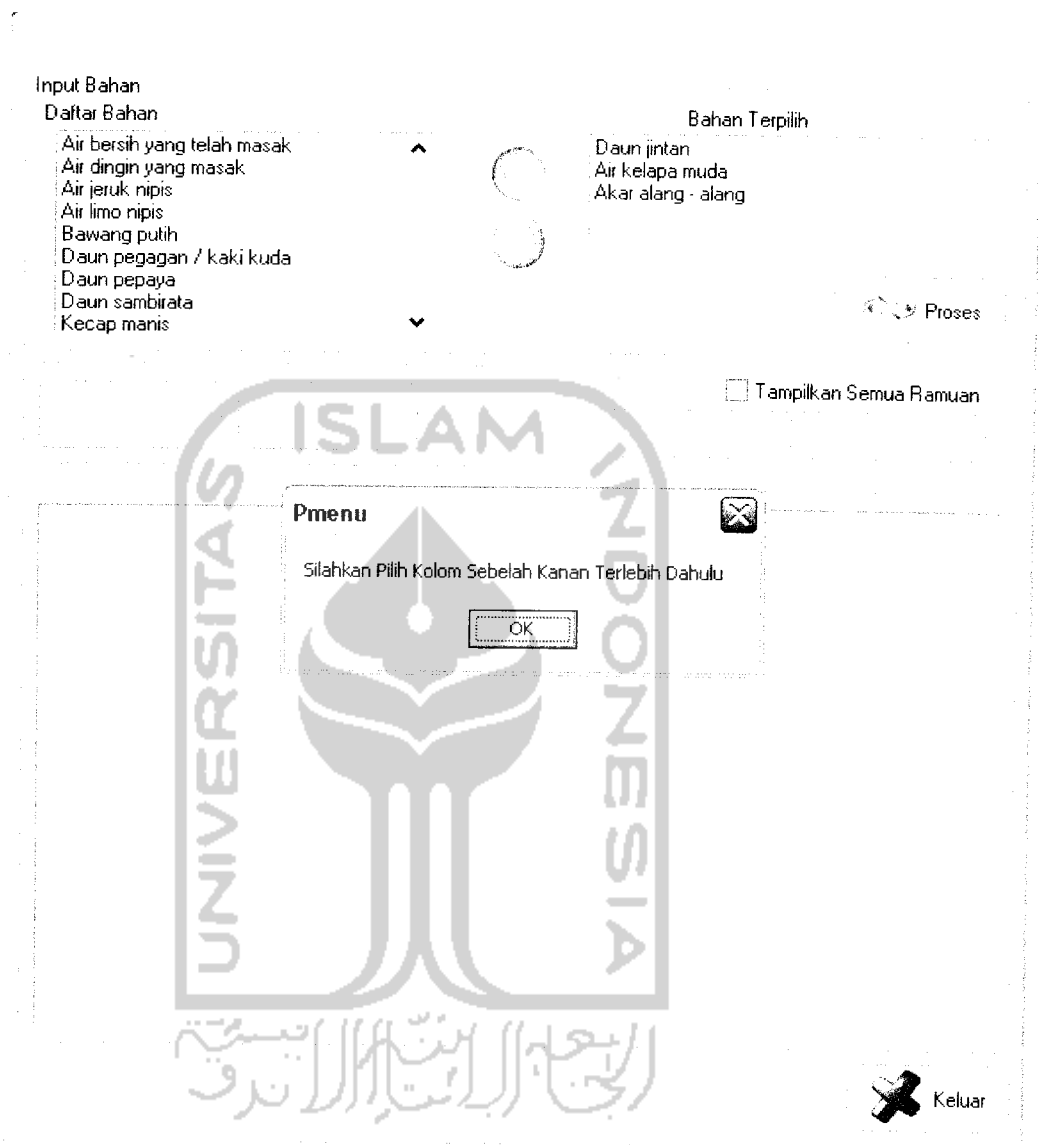 Input Bahan
Daftar Bahan
Bahan Terpilih
Air bersih yang telah masak
Air dingin yang masak
Air jeruk nipis
Air limo nipis
Bawang putih
Daun pegagan / kaki kuda
Daun pepaya
Daun sambirata
Kecap manis
Daun jintan
Air kelapa muda
Akar alang - alang
Proses
Tampilkan Semua Ramuan
Pmenu
Silahkan Pilih Kolom Sebelah Kanan Terlebih Dahulu
OK
UNIVERSITAS
ISLAM
INDONESIA
Keluar